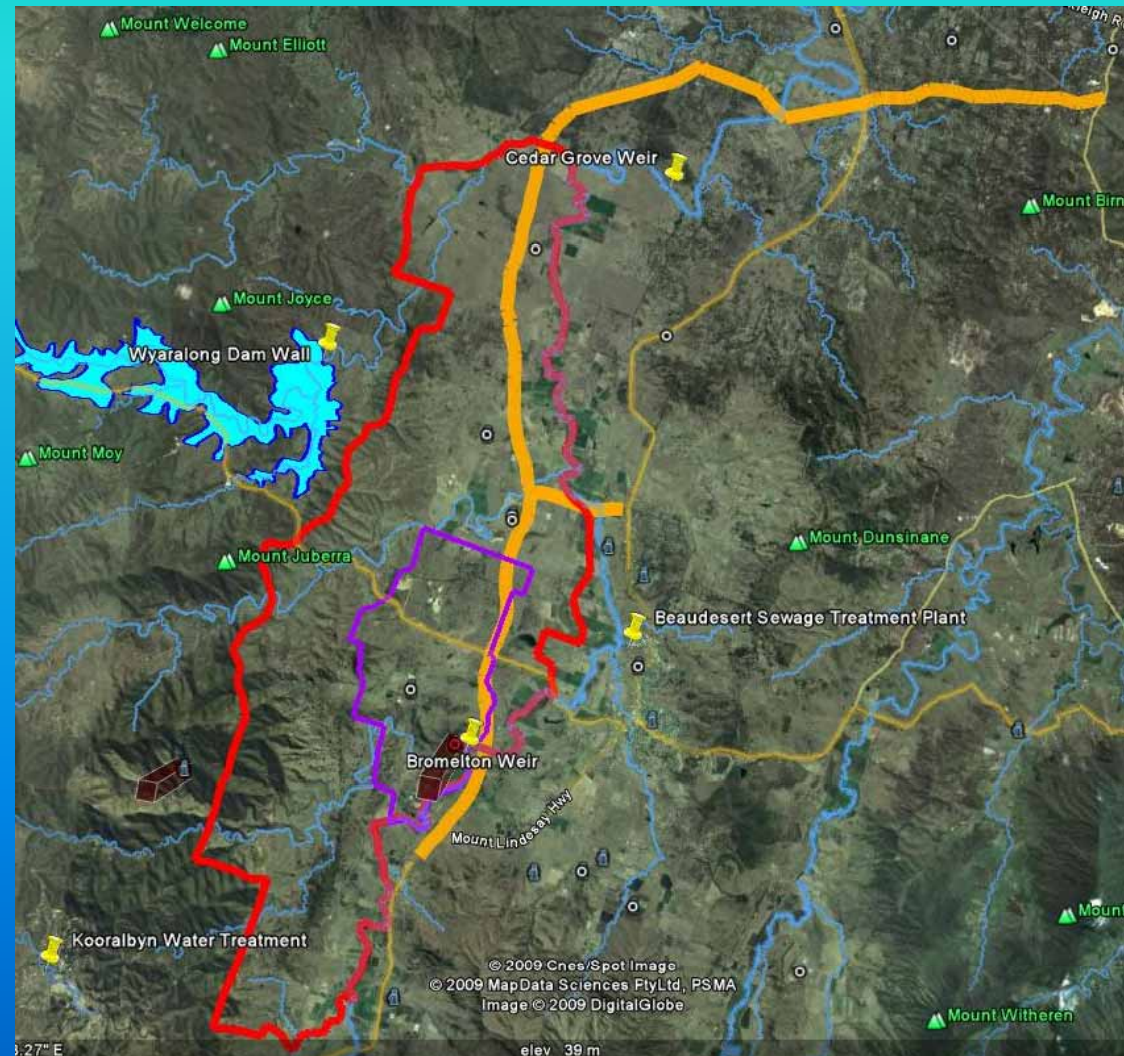 Mount Welcome
Mount Elliott
Cedar Grove Weir
Mount Birn
Mount Joyce
Wyaralong Dam Wall
Mount Moy
Mount Dunsinane
Mount Juberra
Beaudesert Sewage Treatment Plant
Bromelton Weir
Mount Lindesay Hwy
Mount
Kooralbyn Water Treatment
© 2009 Cnes/Spot Image
© 2009 MapData Sciences PtyLtd, PSMA
Image © 2009 DigitalGlobe
Mount Witheren
3.27" E
elev 39 m